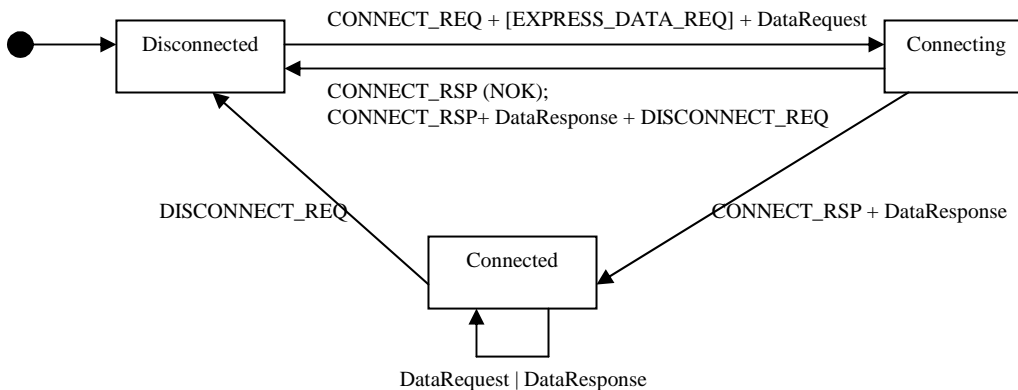 CONNECT_REQ + [EXPRESS_DATA_REQ] + DataRequest
Disconnected
Connecting
CONNECT_RSP (NOK);
CONNECT_RSP+ DataResponse + DISCONNECT_REQ
DISCONNECT_REQ
CONNECT_RSP + DataResponse
Connected
DataRequest | DataResponse